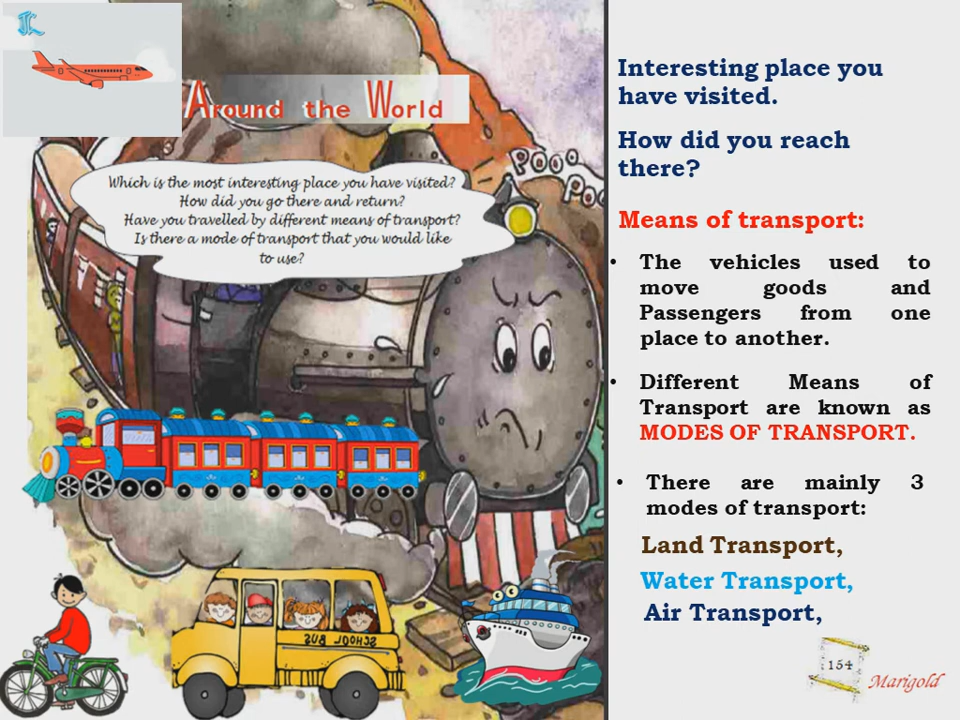 Around the World
Which is the most interesting place you have visited?
How did you go there and return?
Have you travelled by different means of transport?
Is there a mode of transport that you would like
to use?
POOO
SCHOOL BUS
Interesting place you
have visited.
How did you reach
there?
Means of transport:
• The vehicles used to
move goods and
Passengers from one
place to another.
• Different Means of
Transport are known as
MODES OF TRANSPORT.
• There are mainly 3
modes of transport:
Land Transport,
Water Transport,
Air Transport,
154
Marigold